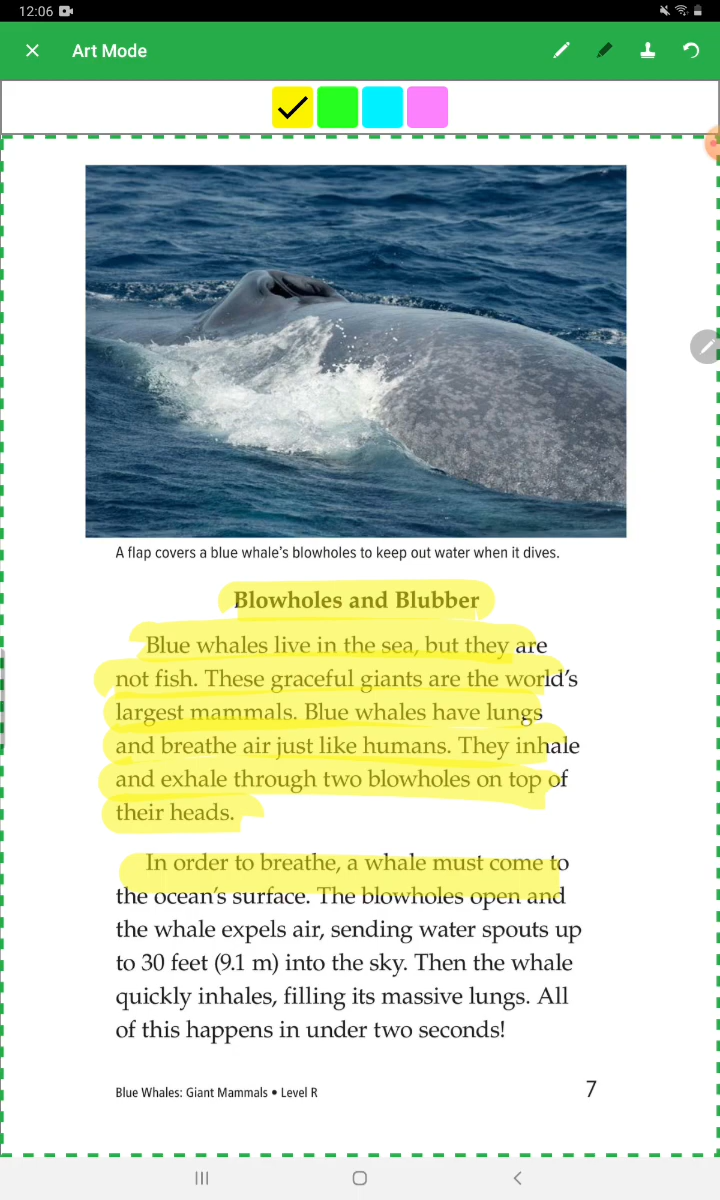 12:06
Art Mode
A flap covers a blue whale's blowholes to keep out water when it dives.
Blowholes and Blubber
Blue whales live in the sea, but they are
not fish. These graceful giants are the world's
largest mammals. Blue whales have lungs
and breathe air just like humans. They inhale
and exhale through two blowholes on top of
their heads.
In order to breathe, a whale must come to
the ocean's surface. The blowholes open and
the whale expels air, sending water spouts up
to 30 feet (9.1 m) into the sky. Then the whale
quickly inhales, filling its massive lungs. All
of this happens in under two seconds!
Blue Whales: Giant Mammals • Level R
7